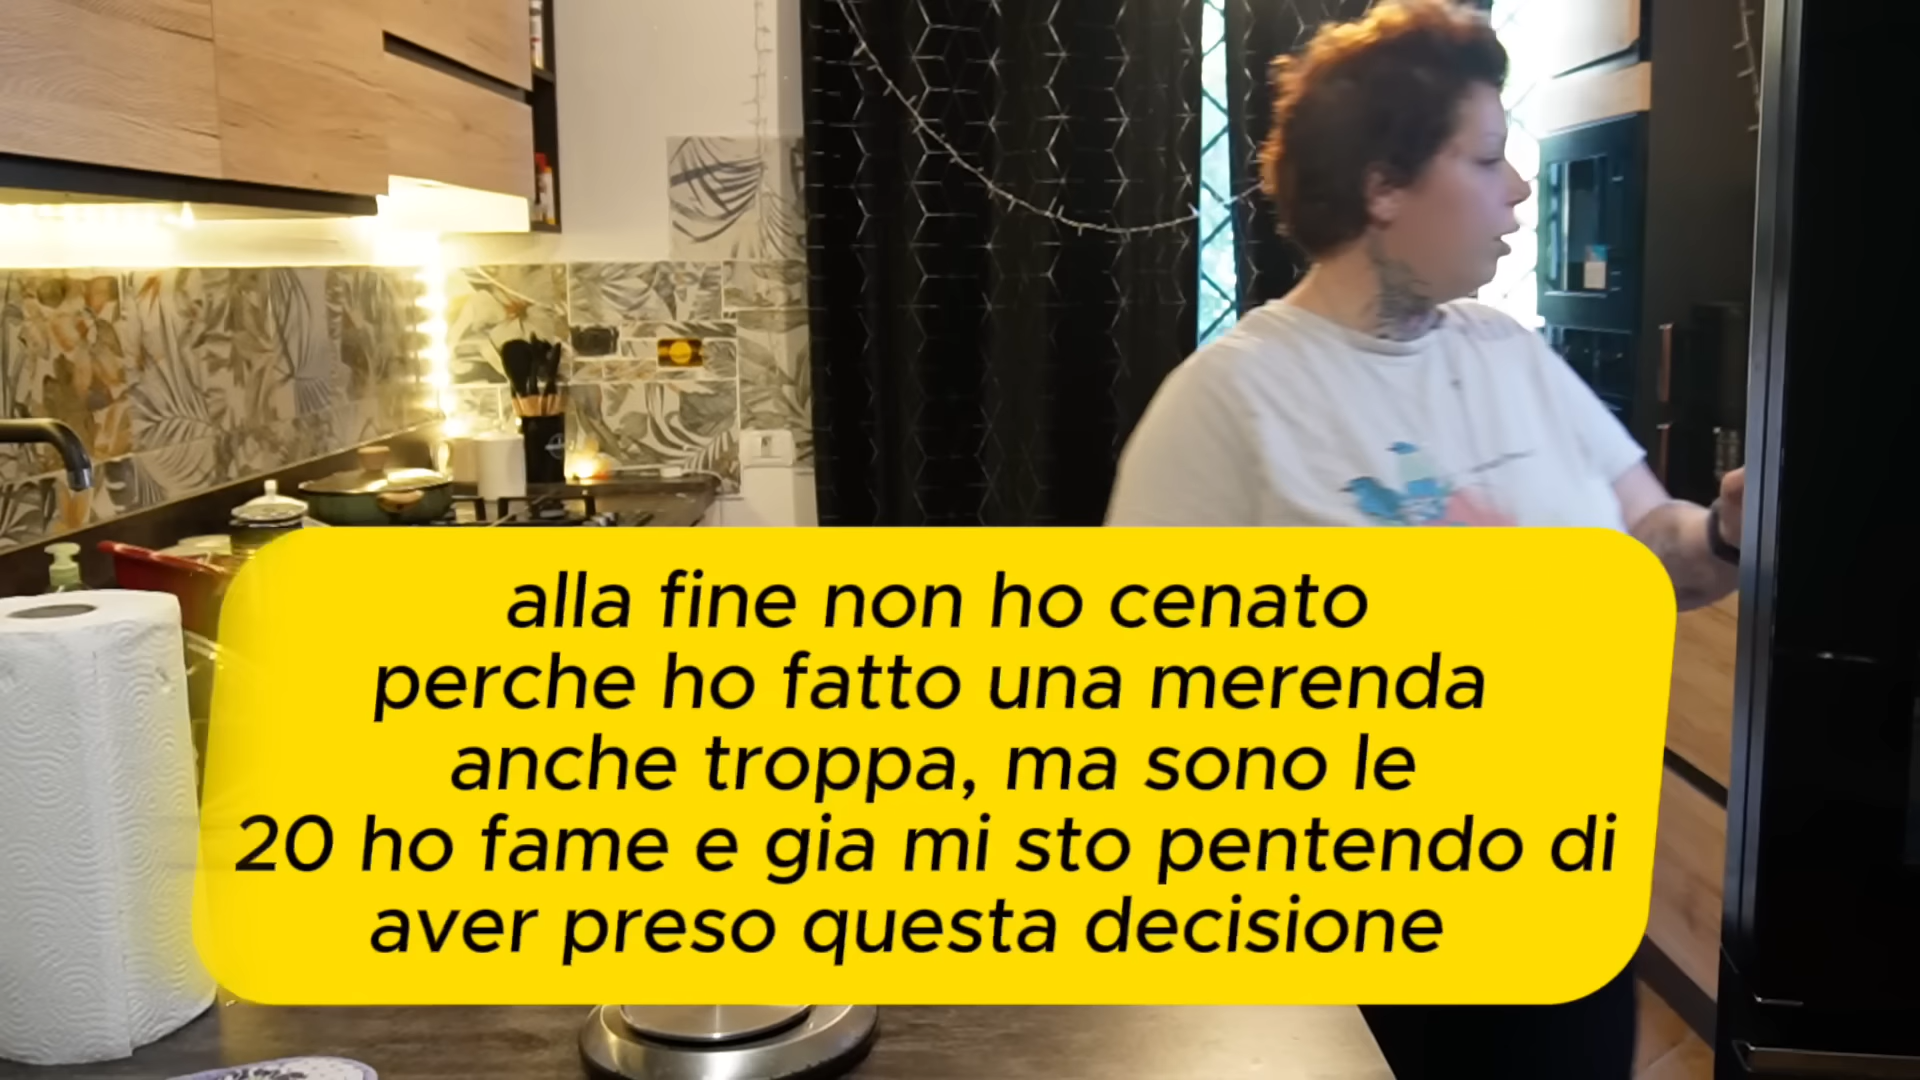 alla fine non ho cenato
perche ho fatto una merenda
anche troppa, ma sono le
20 ho fame e gia mi sto pentendo di
aver preso questa decisione